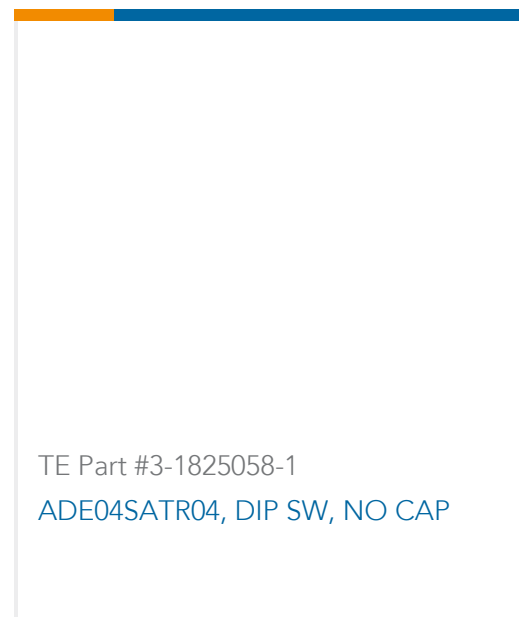 TE Part #3-1825058-1
ADE04SATR04, DIP SW, NO CAP